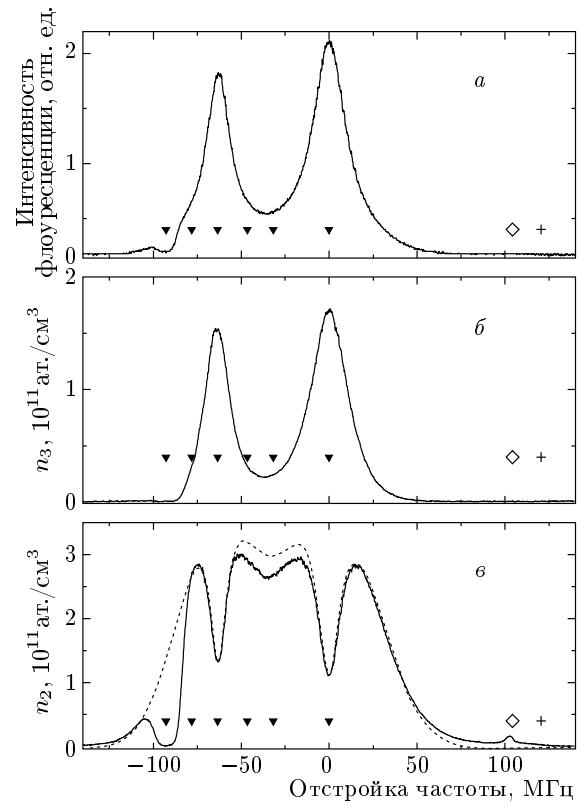 Интенсивность
флоуресценции, отн. ед.
2
1
0
а
n3, 10^11 ат./см^3
2
1
0
б
n2, 10^11 ат./см^3
3
2
1
0
в
−100 −50 0 50 100
Отстройка частоты, МГц